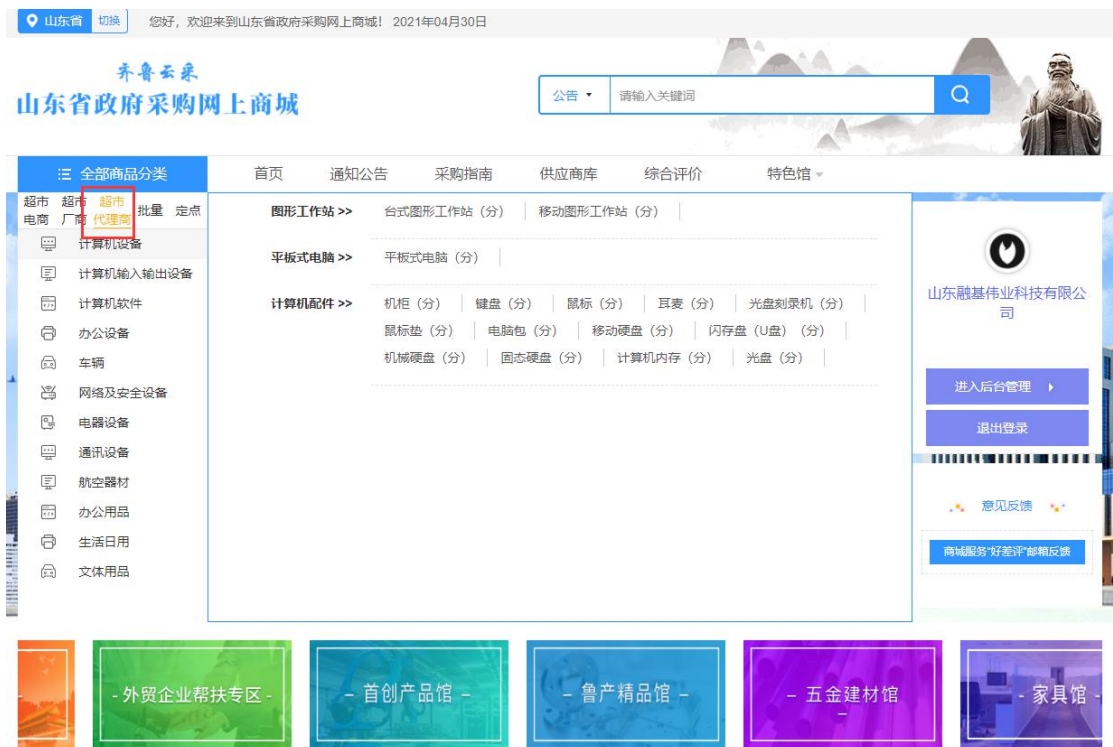 山东省 切换 您好，欢迎来到山东省政府采购网上商城！ 2021年04月30日
齐鲁云采
山东省政府采购网上商城
公告 请输入关键词
全部商品分类 首页 通知公告 采购指南 供应商库 综合评价 特色馆
超市电商 超市厂商 超市代理商 批量 定点
计算机设备
计算机输入输出设备
计算机软件
办公设备
车辆
网络及安全设备
电器设备
通讯设备
航空器材
办公用品
生活日用
文体用品
图形工作站 >> 台式图形工作站（分） 移动图形工作站（分）
平板式电脑 >> 平板式电脑（分）
计算机配件 >> 机柜（分） 键盘（分） 鼠标（分） 耳麦（分） 光盘刻录机（分）
鼠标垫（分） 电脑包（分） 移动硬盘（分） 闪存盘（U盘）（分）
机械硬盘（分） 固态硬盘（分） 计算机内存（分） 光盘（分）
山东融基伟业科技有限公
司
进入后台管理
退出登录
意见反馈
商城服务“好差评”邮箱反馈
- 外贸企业帮扶专区 - - 首创产品馆 - - 鲁产精品馆 - - 五金建材馆 - - 家具馆 -